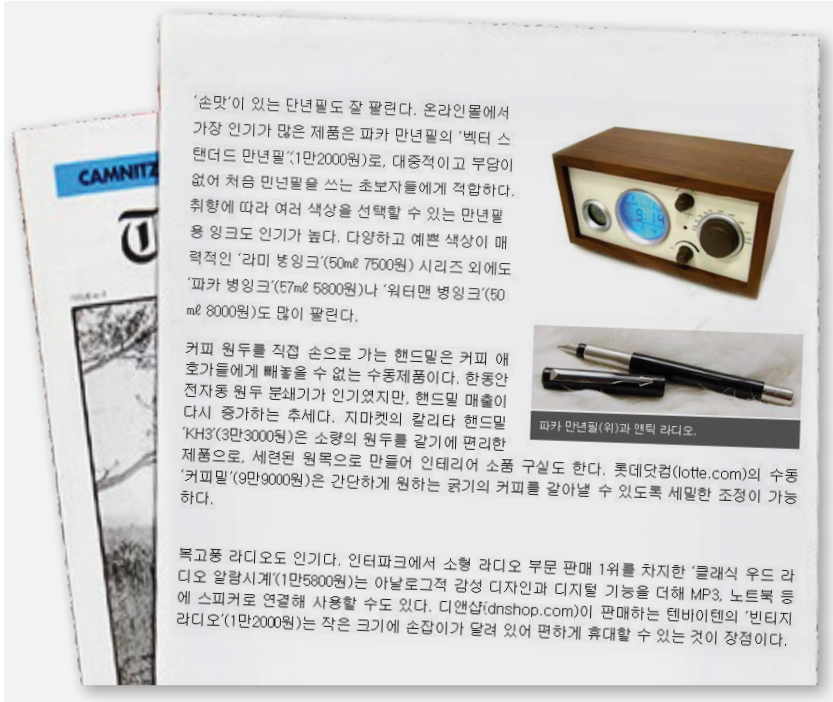 '손맛'이 있는 단년필도 잘 팔린다. 온라인몰에서
가장 인기가 많은 제품은 파카 만년필의 '벡터 스
탠더드 만년필'(1만2000원)로, 대중적이고 부담이
없어 처음 민넌필을 쓰는 초보자들에게 적합하다.
취향에 따라 여러 색상을 선택할 수 있는 만년필
용 잉크도 인기가 높다. 다양하고 예쁜 색상이 매
력적인 '라미 병잉크'(50㎖ 7500원) 시리즈 외에도
'파카 병잉크'(57㎖ 5800원)나 '워터맨 병잉크'(50
㎖ 8000원)도 많이 팔린다.
커피 원두를 직접 손으로 가는 핸드밀은 커피 애
호가들에게 빼놓을 수 없는 수동제품이다. 한동안
전자동 원두 분쇄기가 인기였지만, 핸드밀 매출이
다시 증가하는 추세다. 지마켓의 칼리타 핸드밀
'KH3'(3만3000원)은 소량의 원두를 갈기에 편리한
제품으로, 세련된 원목으로 만들어 인테리어 소품 구실도 한다. 롯데닷컴(lotte.com)의 수동
'커피밀'(9만9000원)은 간단하게 원하는 굵기의 커피를 갈아낼 수 있도록 세밀한 조정이 가능
하다.
파카 만년필(위)과 앤틱 라디오.
복고풍 라디오도 인기다. 인터파크에서 소형 라디오 부문 판매 1위를 차지한 '클래식 우드 라
디오 알람시계'(1만5800원)는 아날로그적 감성 디자인과 디지털 기능을 더해 MP3, 노트북 등
에 스피커로 연결해 사용할 수도 있다. 디앤샵(dnshop.com)이 판매하는 텐바이텐의 '빈티지
라디오'(1만2000원)는 작은 크기에 손잡이가 달려 있어 편하게 휴대할 수 있는 것이 장점이다.
CAMNITZ
T